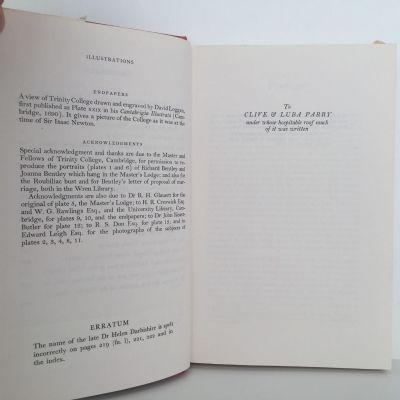 ILLUSTRATIONS
ENDPAPERS
A view of Trinity College drawn and engraved by David Loggan,
first published as Plate XXIX in his Cantabrigia Illustrata (Cam-
bridge, 1690). It gives a picture of the College as it was at the
time of Sir Isaac Newton.
ACKNOWLEDGMENTS
Special acknowledgment and thanks are due to the Master and
Fellows of Trinity College, Cambridge, for permission to re-
produce the portraits (plates 1 and 6) of Richard Bentley and
Joanna Bentley which hang in the Master's Lodge; and also for
the Roubiliac bust and for Bentley's letter of proposal of mar-
riage, both in the Wren Library.
Acknowledgments are also due to Dr R. H. Glauert for the
original of plate 5, the Master's Lodge; to H. R. Creswick Esq.
and W. G. Rawlings Esq., and the University Library, Cam-
bridge, for plates 9, 10, and the endpapers; to Dr John Rosse
Butler for plate 12; to R. S. Don Esq. for plate 12; and to
Edward Leigh Esq. for the photographs of the subjects of
plates 2, 3, 4, 8, 11.
ERRATUM
The name of the late Dr Helen Darbishire is spelt
incorrectly on pages 219 (fn. 1), 221, 222 and in
the index.
To
CLIVE & LUBA PARRY
under whose hospitable roof much
of it was written